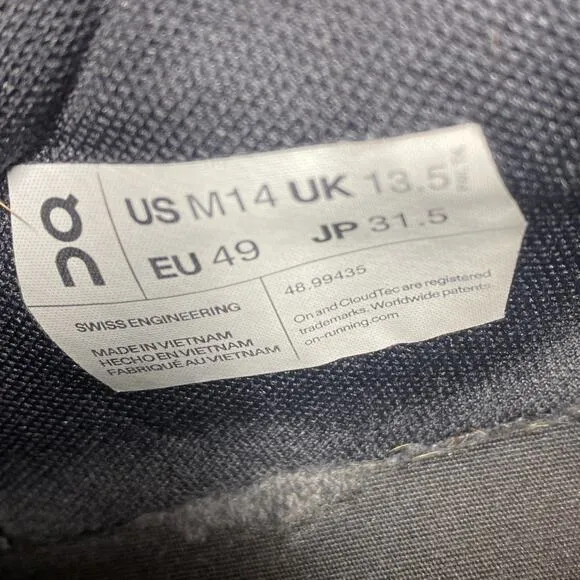 On
US M14 UK 13.5
EU 49 JP 31.5
SWISS ENGINEERING
MADE IN VIETNAM
HECHO EN VIETNAM
FABRIQUÉ AU VIETNAM
48.99435
On and CloudTec are registered
trademarks. Worldwide patents.
on-running.com